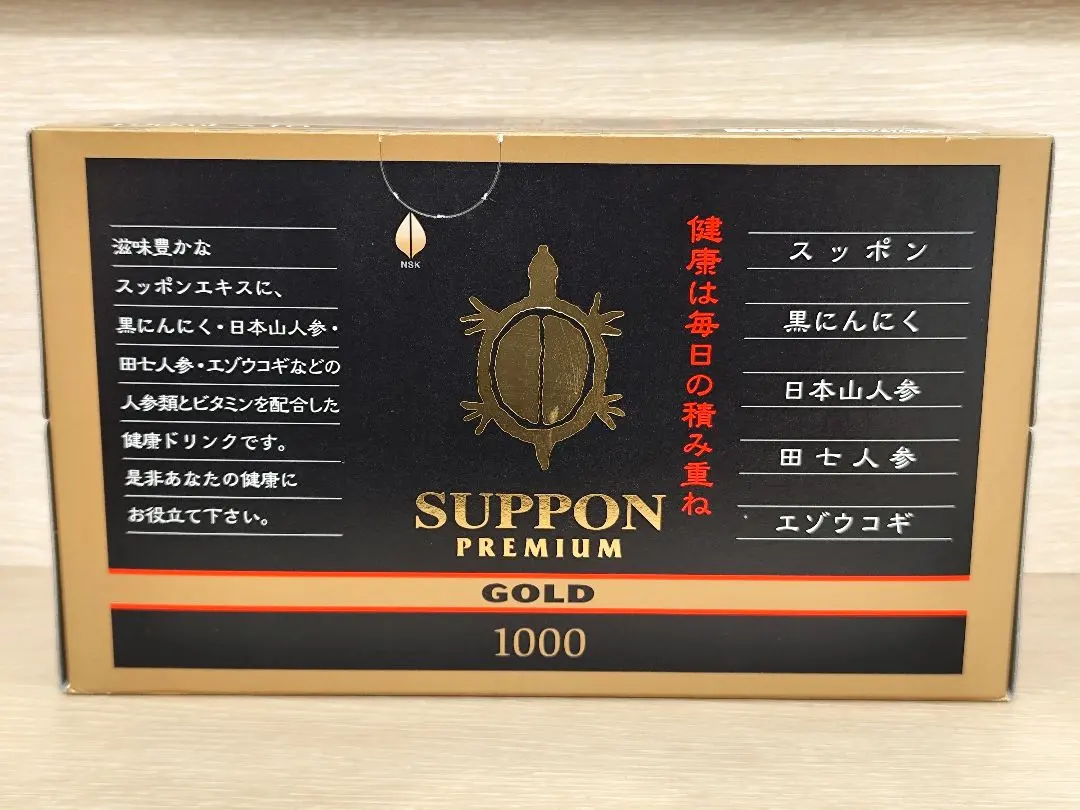 滋味豊かな
スッポンエキスに、
黒にんにく・日本山人参・
田七人参・エゾウコギなどの
人参類とビタミンを配合した
健康ドリンクです。
是非あなたの健康に
お役立て下さい。
NSK
SUPPON
PREMIUM
健康は毎日の積み重ね
スッポン
黒にんにく
日本山人参
田七人参
エゾウコギ
GOLD
1000